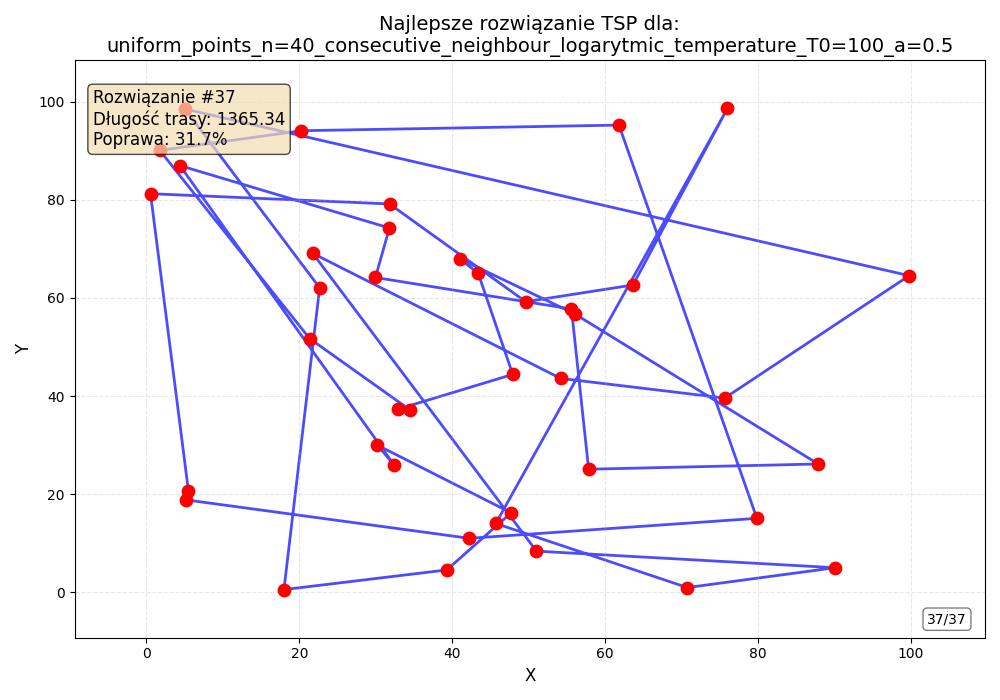 Najlepsze rozwiązanie TSP dla:
uniform_points_n=40_consecutive_neighbour_logarytmic_temperature_T0=100_a=0.5
Rozwiązanie #37
Długość trasy: 1365.34
Poprawa: 31.7%
100
80
60
40
20
0
Y
37/37
0 20 40 60 80 100
X